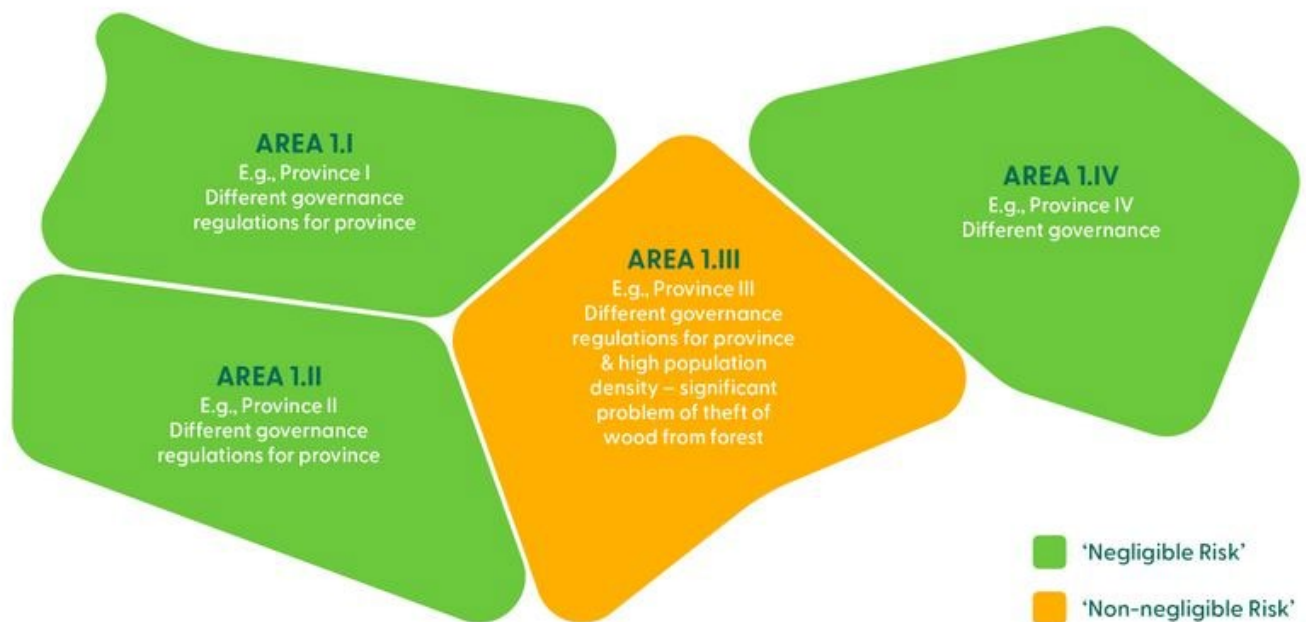 AREA 1.I
E.g., Province I
Different governance
regulations for province
AREA 1.II
E.g., Province II
Different governance
regulations for province
AREA 1.III
E.g., Province III
Different governance
regulations for province
& high population
density – significant
problem of theft of
wood from forest
AREA 1.IV
E.g., Province IV
Different governance
‘Negligible Risk’
‘Non-negligible Risk’